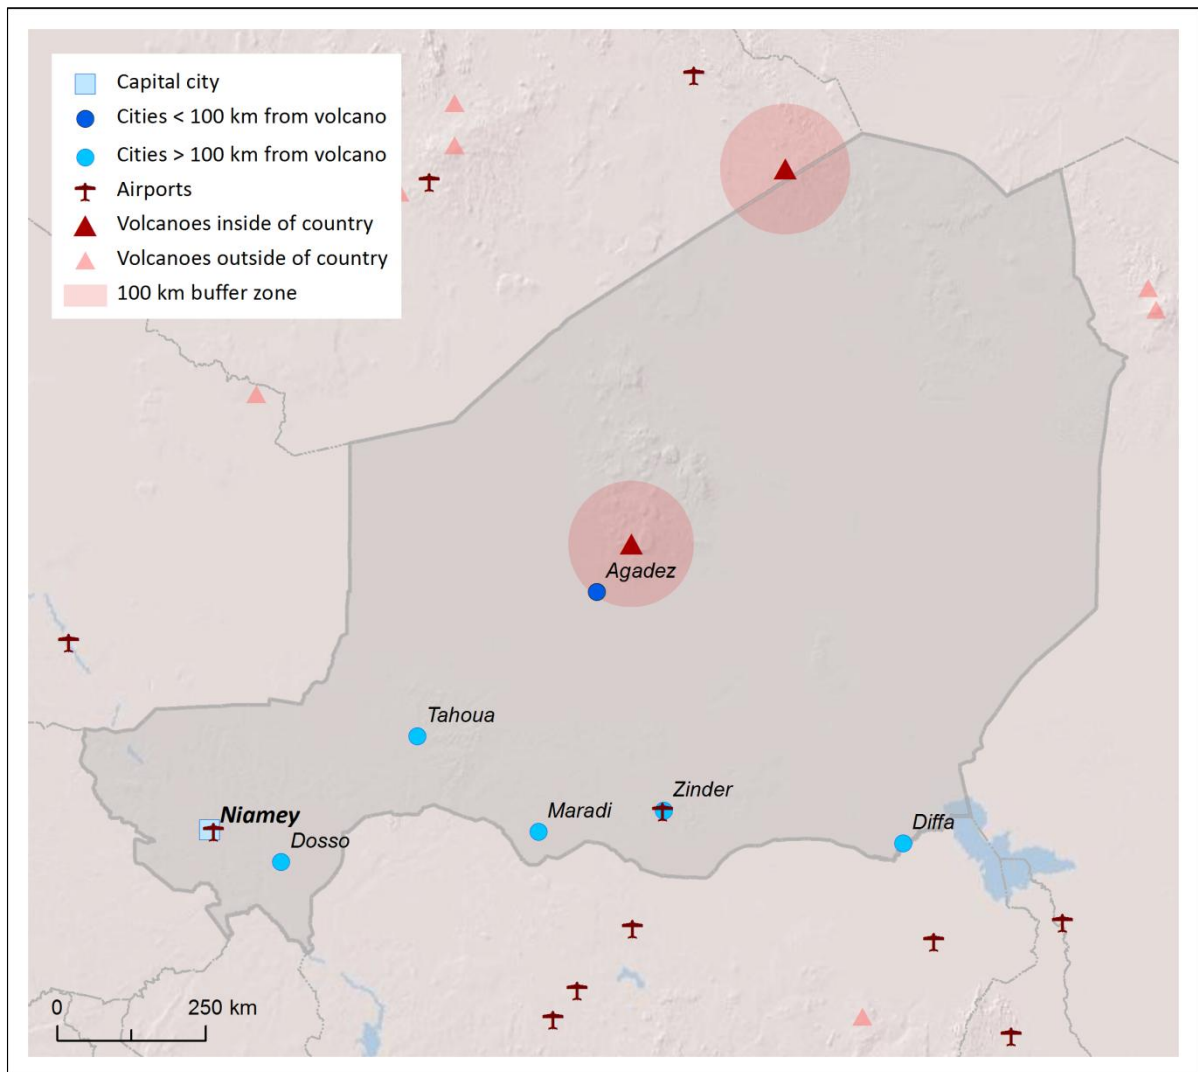 Capital city
Cities < 100 km from volcano
Cities > 100 km from volcano
Airports
Volcanoes inside of country
Volcanoes outside of country
100 km buffer zone
Agadez
Tahoua
Zinder
Niamey
Maradi
Diffa
Dosso
0 250 km